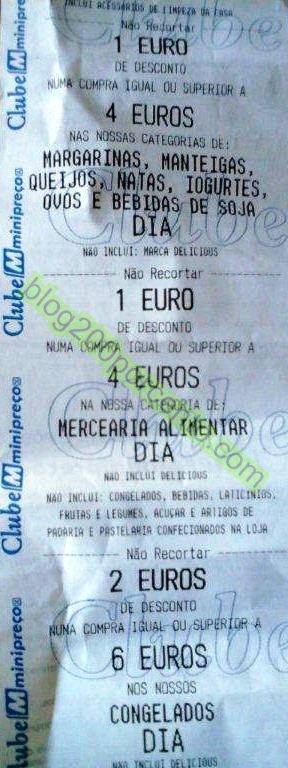 INCLUI ACESSÓRIOS DE LIMPEZA DA CASA
Não Recortar
1 EURO
DE DESCONTO
NUMA COMPRA IGUAL OU SUPERIOR A
4 EUROS
NAS NOSSAS CATEGORIAS DE:
MARGARINAS, MANTEIGAS,
QUEIJOS, NATAS, IOGURTES,
OVOS E BEBIDAS DE SOJA
DIA
NÃO INCLUI: MARCA DELICIOUS
Não Recortar
1 EURO
DE DESCONTO
NUMA COMPRA IGUAL OU SUPERIOR A
4 EUROS
NA NOSSA CATEGORIA DE:
MERCEARIA ALIMENTAR
DIA
NÃO INCLUI DELICIOUS
NÃO INCLUI: CONGELADOS, BEBIDAS, LATICINIOS,
FRUTAS E LEGUMES, ACUÇAR E ARTIGOS DE
PADARIA E PASTELARIA CONFECIONADOS NA LOJA
Não Recortar
2 EUROS
DE DESCONTO
NUMA COMPRA IGUAL OU SUPERIOR A
6 EUROS
NOS NOSSOS
CONGELADOS
DIA
NÃO INCLUI DELICIOUS
Clube M minipreço®
Clube M minipreço®
Clube M minipreço®
Clube M minipreço®
Clube
Clube
Clube